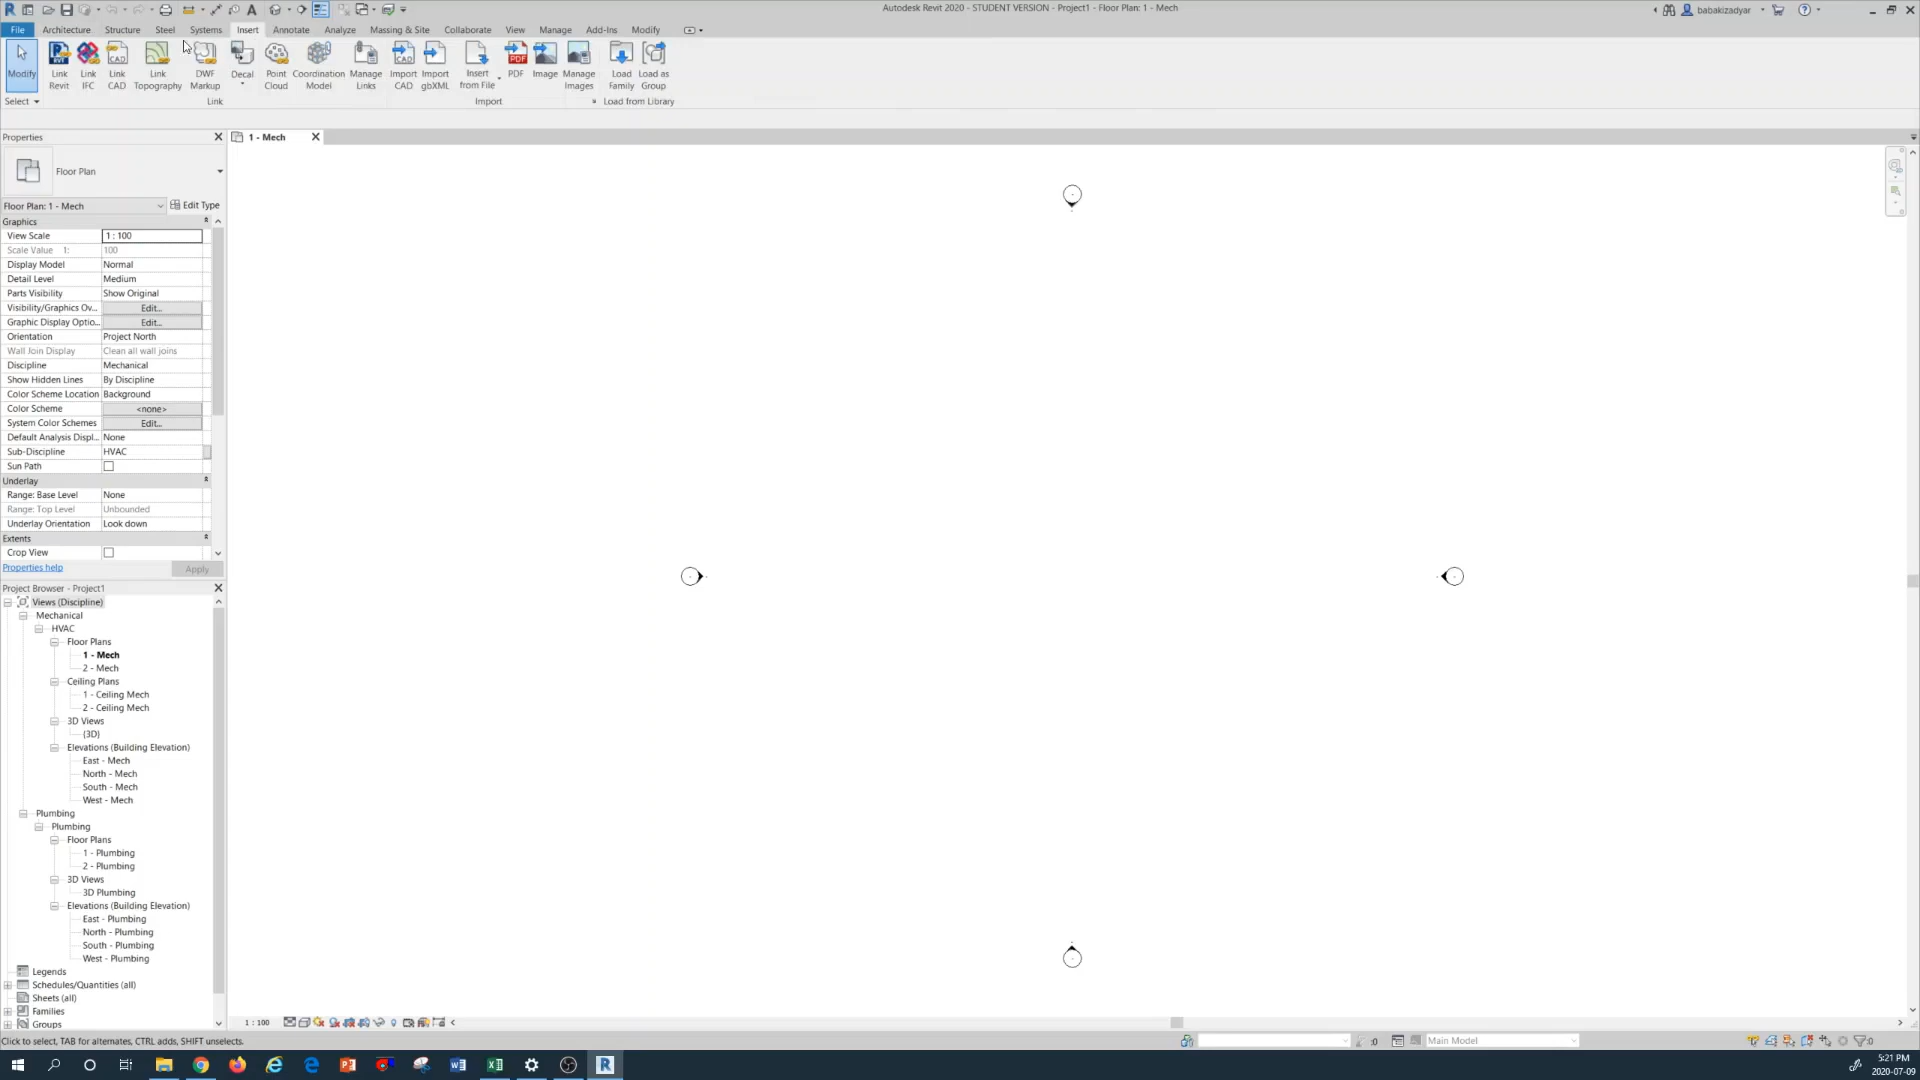 Autodesk Revit 2020 - STUDENT VERSION - Project1 - Floor Plan: 1 - Mech
babakizadyar
File Architecture Structure Steel Systems Insert Annotate Analyze Massing & Site Collaborate View Manage Add-Ins Modify
Modify
Link Revit
Link IFC
Link CAD
Link Topography
DWF Markup
Decal
Point Cloud
Coordination Model
Manage Links
Import CAD
Import gbXML
Insert from File
PDF
Image
Manage Images
Load Family
Load as Group
Select
Link
Import
Load from Library
Properties
1 - Mech
Floor Plan
Floor Plan: 1 - Mech
Edit Type
Graphics
View Scale 1 : 100
Scale Value 1: 100
Display Model Normal
Detail Level Medium
Parts Visibility Show Original
Visibility/Graphics Ov... Edit...
Graphic Display Optio... Edit...
Orientation Project North
Wall Join Display Clean all wall joins
Discipline Mechanical
Show Hidden Lines By Discipline
Color Scheme Location Background
Color Scheme <none>
System Color Schemes Edit...
Default Analysis Displ... None
Sub-Discipline HVAC
Sun Path
Underlay
Range: Base Level None
Range: Top Level Unbounded
Underlay Orientation Look down
Extents
Crop View
Properties help
Apply
Project Browser - Project1
Views (Discipline)
Mechanical
HVAC
Floor Plans
1 - Mech
2 - Mech
Ceiling Plans
1 - Ceiling Mech
2 - Ceiling Mech
3D Views
{3D}
Elevations (Building Elevation)
East - Mech
North - Mech
South - Mech
West - Mech
Plumbing
Plumbing
Floor Plans
1 - Plumbing
2 - Plumbing
3D Views
3D Plumbing
Elevations (Building Elevation)
East - Plumbing
North - Plumbing
South - Plumbing
West - Plumbing
Legends
Schedules/Quantities (all)
Sheets (all)
Families
Groups
1 : 100
Click to select, TAB for alternates, CTRL adds, SHIFT unselects.
:0
Main Model
:0
5:21 PM
2020-07-09